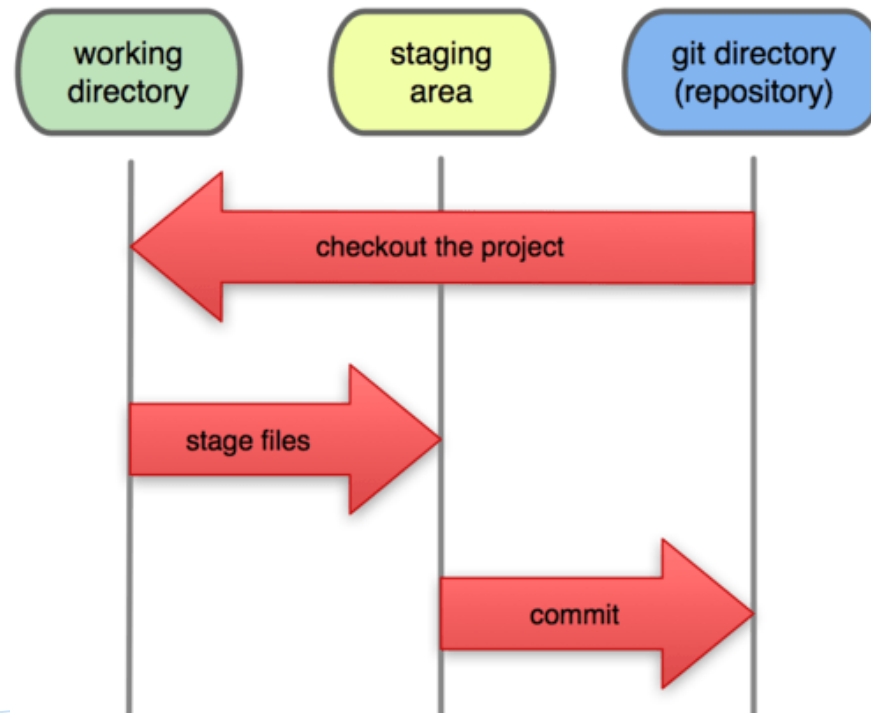 working
directory
staging
area
git directory
(repository)
checkout the project
stage files
commit